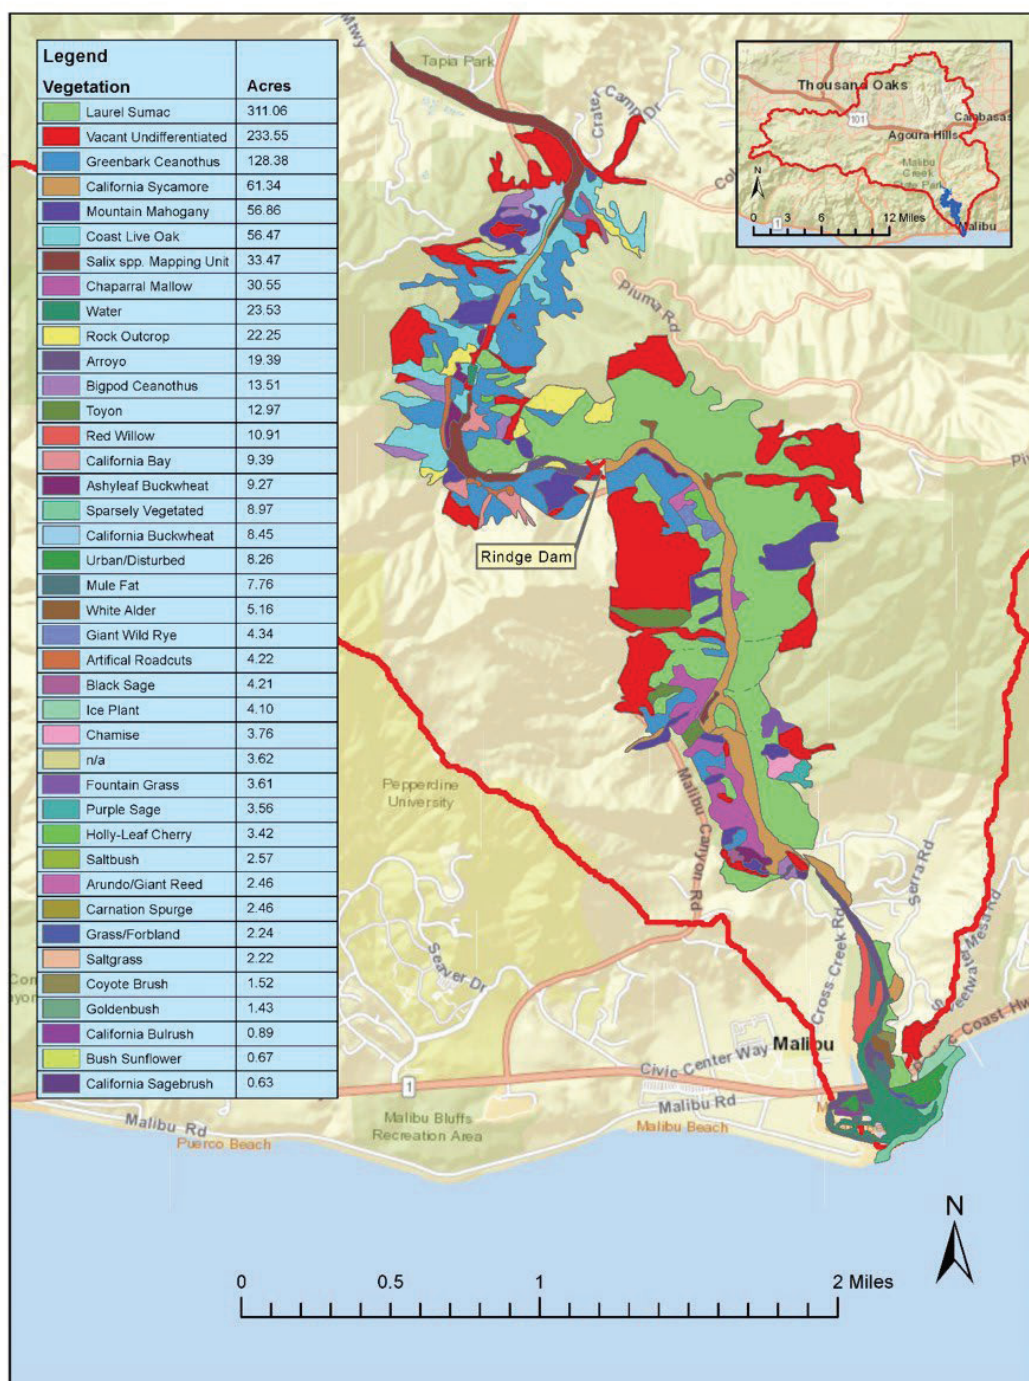 Legend
Vegetation Acres
Laurel Sumac 311.06
Vacant Undifferentiated 233.55
Greenbark Ceanothus 128.38
California Sycamore 61.34
Mountain Mahogany 56.86
Coast Live Oak 56.47
Salix spp. Mapping Unit 33.47
Chaparral Mallow 30.55
Water 23.53
Rock Outcrop 22.25
Arroyo 19.39
Bigpod Ceanothus 13.51
Toyon 12.97
Red Willow 10.91
California Bay 9.39
Ashyleaf Buckwheat 9.27
Sparsely Vegetated 8.97
California Buckwheat 8.45
Urban/Disturbed 8.26
Mule Fat 7.76
White Alder 5.16
Giant Wild Rye 4.34
Artifical Roadcuts 4.22
Black Sage 4.21
Ice Plant 4.10
Chamise 3.76
n/a 3.62
Fountain Grass 3.61
Purple Sage 3.56
Holly-Leaf Cherry 3.42
Saltbush 2.57
Arundo/Giant Reed 2.46
Carnation Spurge 2.46
Grass/Forbland 2.24
Saltgrass 2.22
Coyote Brush 1.52
Goldenbush 1.43
California Bulrush 0.89
Bush Sunflower 0.67
California Sagebrush 0.63
Mtwy
Tapia Park
Crater Camp Dr
Thousand Oaks
101
Calabasas
Agoura Hills
Malibu
Creek
State Park
N
0 3 6 12 Miles
1
Malibu
Piuma Rd
Rindge Dam
Pepperdine
University
Malibu Canyon Rd
Serra Rd
Cross Creek Rd
Sweetwater Mesa Rd
Seaver Dr
Coast
Malibu
Civic Center Way
1
Malibu Rd
Malibu Rd
Malibu Bluffs
Recreation Area
Malibu Beach
Puerco Beach
N
0 0.5 1 2 Miles